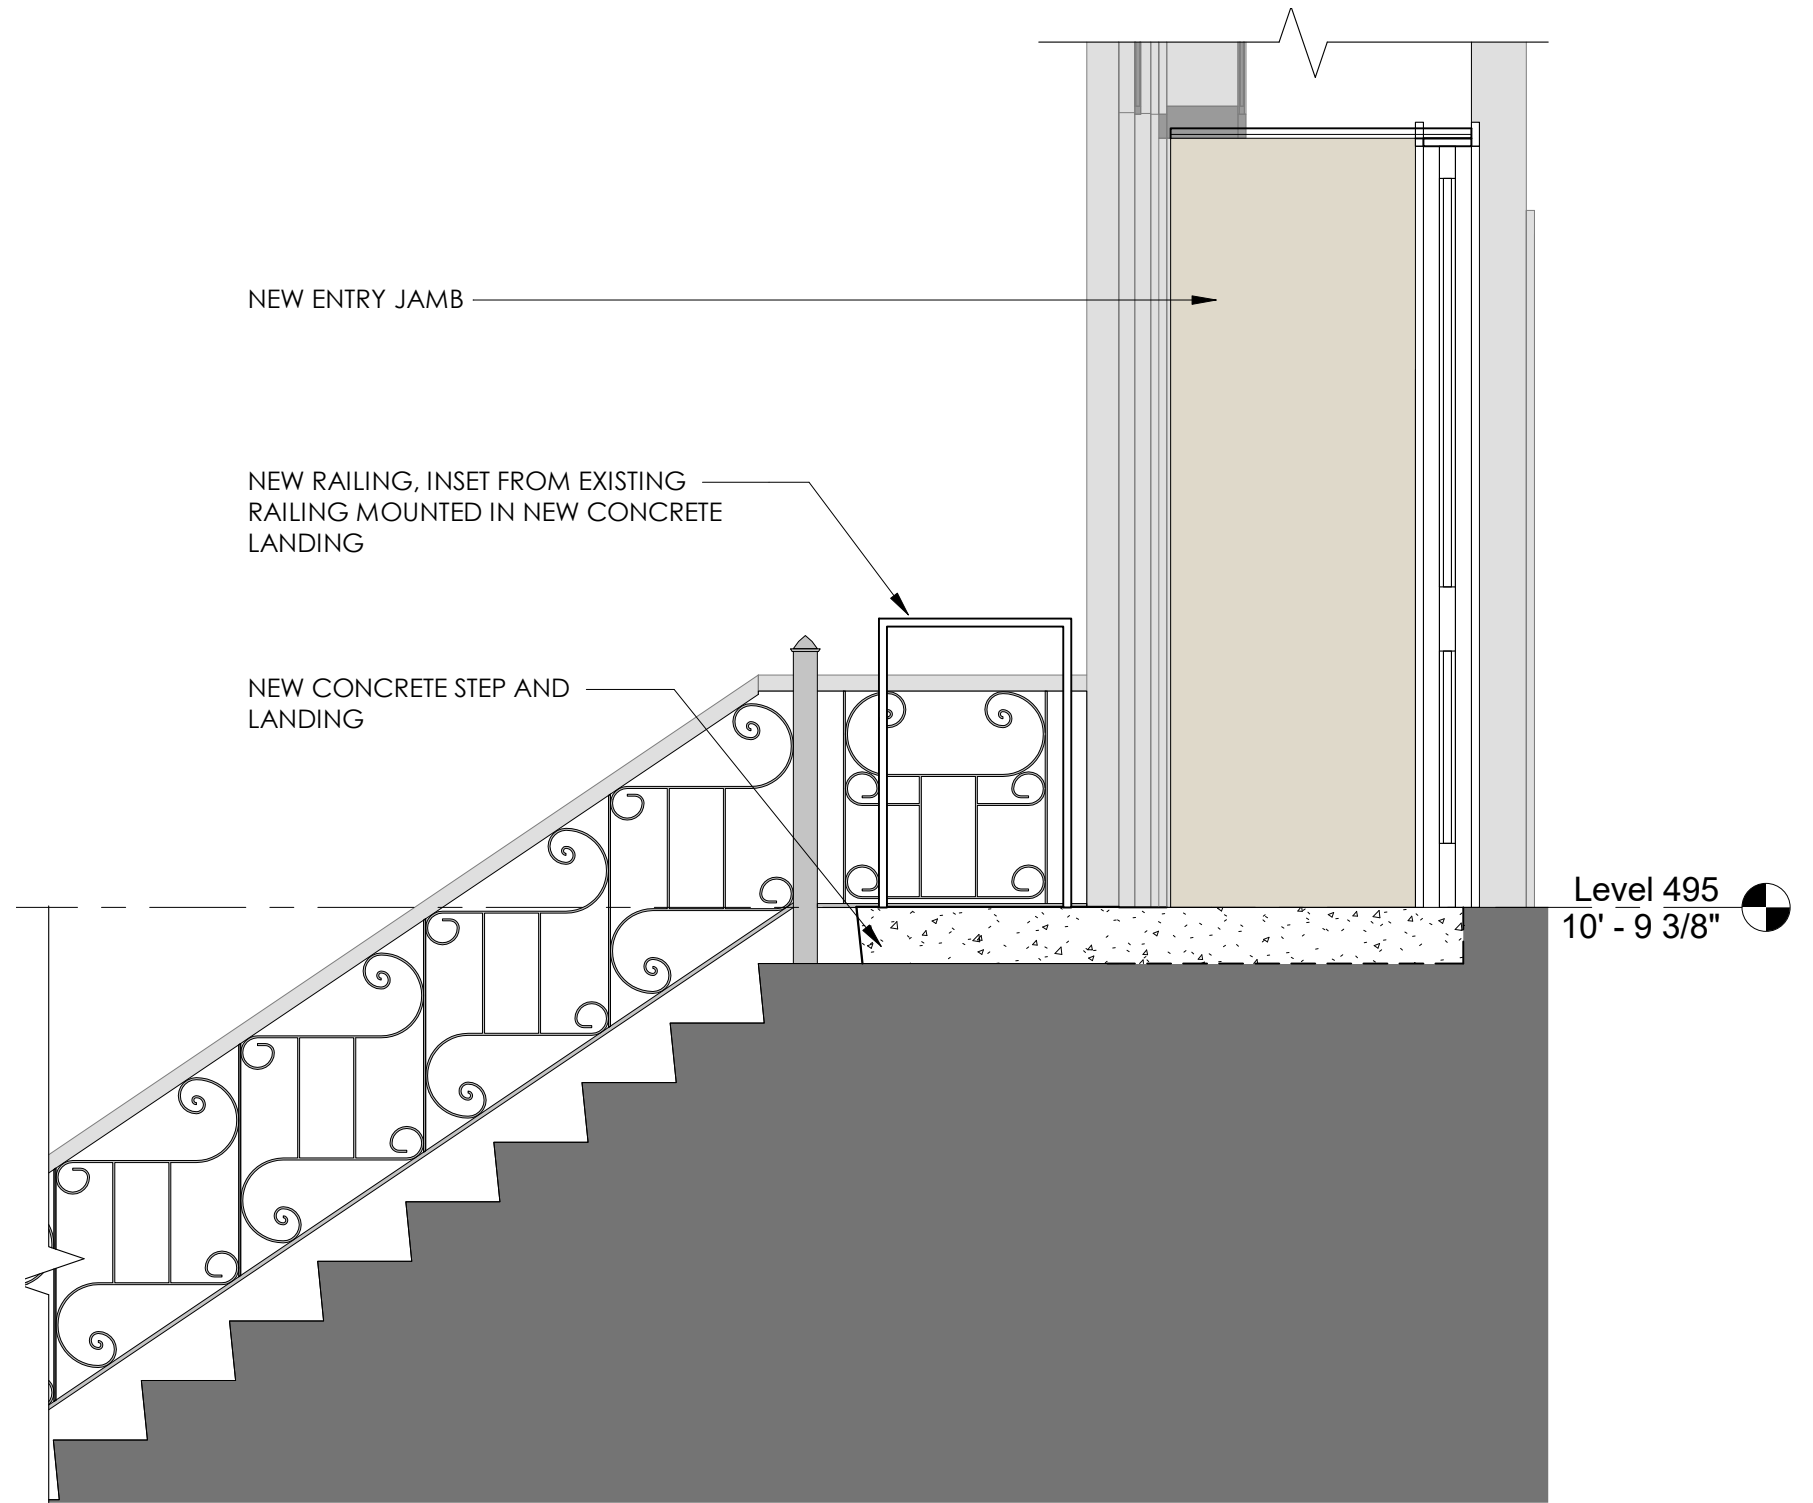 NEW ENTRY JAMB
NEW RAILING, INSET FROM EXISTING
RAILING MOUNTED IN NEW CONCRETE
LANDING
NEW CONCRETE STEP AND
LANDING
Level 495
10' - 9 3/8"